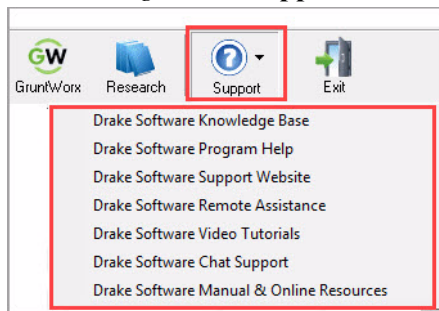 GW
GruntWorx Research Support Exit
Drake Software Knowledge Base
Drake Software Program Help
Drake Software Support Website
Drake Software Remote Assistance
Drake Software Video Tutorials
Drake Software Chat Support
Drake Software Manual & Online Resources